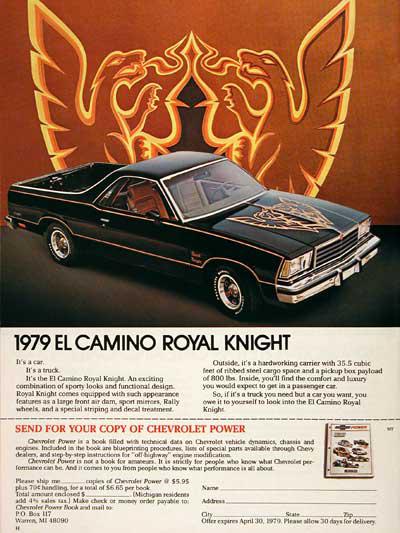 1979 EL CAMINO ROYAL KNIGHT
It's a car.
It's a truck.
It's the El Camino Royal Knight. An exciting
combination of sporty looks and functional design.
Royal Knight comes equipped with such appearance
features as a large front air dam, sport mirrors, Rally
wheels, and a special striping and decal treatment.
Outside, it's a hardworking carrier with 35.5 cubic
feet of ribbed steel cargo space and a pickup box payload
of 800 lbs. Inside, you'll find the comfort and luxury
you would expect to get in a passenger car.
So, if it's a truck you need but a car you want, you
owe it to yourself to look into the El Camino Royal
Knight.
SEND FOR YOUR COPY OF CHEVROLET POWER
Chevrolet Power is a book filled with technical data on Chevrolet vehicle dynamics, chassis and
engines. Included in the book are blueprinting procedures, lists of special parts available through Chevy
dealers, and step-by-step instructions for "off-highway" engine modification.
Chevrolet Power is not a book for amateurs. It is strictly for people who know what Chevrolet per-
formance can be. And it comes to you from people who know what performance is all about.
Please ship me copies of Chevrolet Power @ $5.95
plus 70¢ handling, for a total of $6.65 per book.
Total amount enclosed $ (Michigan residents
add 4% sales tax.) Make check or money order payable to:
Chevrolet Power Book and mail to:
P.O. Box 117
Warren, MI 48090
H
CHEVROLET
POWER
Name
Address
City State Zip
Offer expires April 30, 1979. Please allow 30 days for delivery.